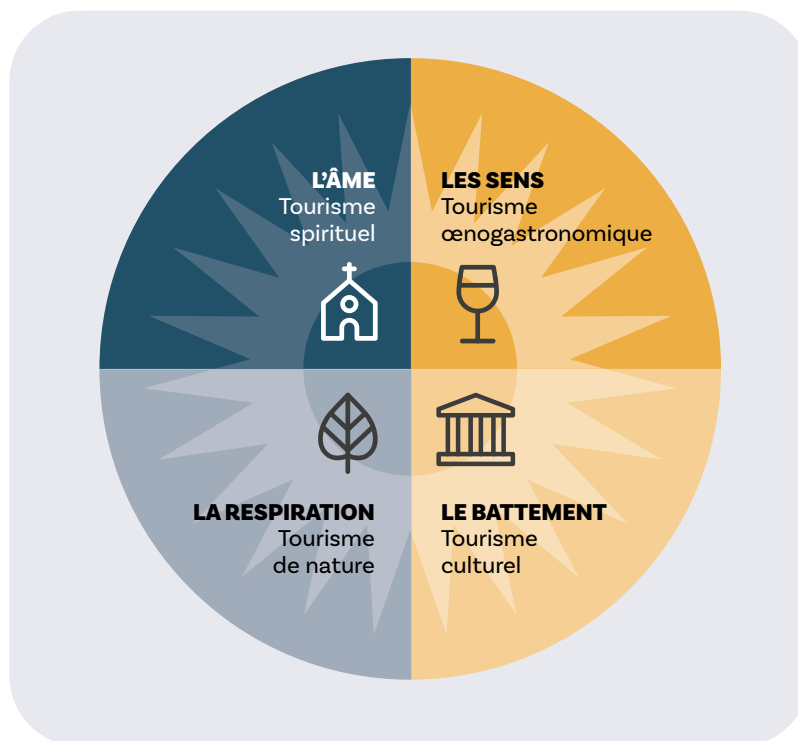 L’ÂME
Tourisme
spirituel
LES SENS
Tourisme
œnogastronomique
LA RESPIRATION
Tourisme
de nature
LE BATTEMENT
Tourisme
culturel